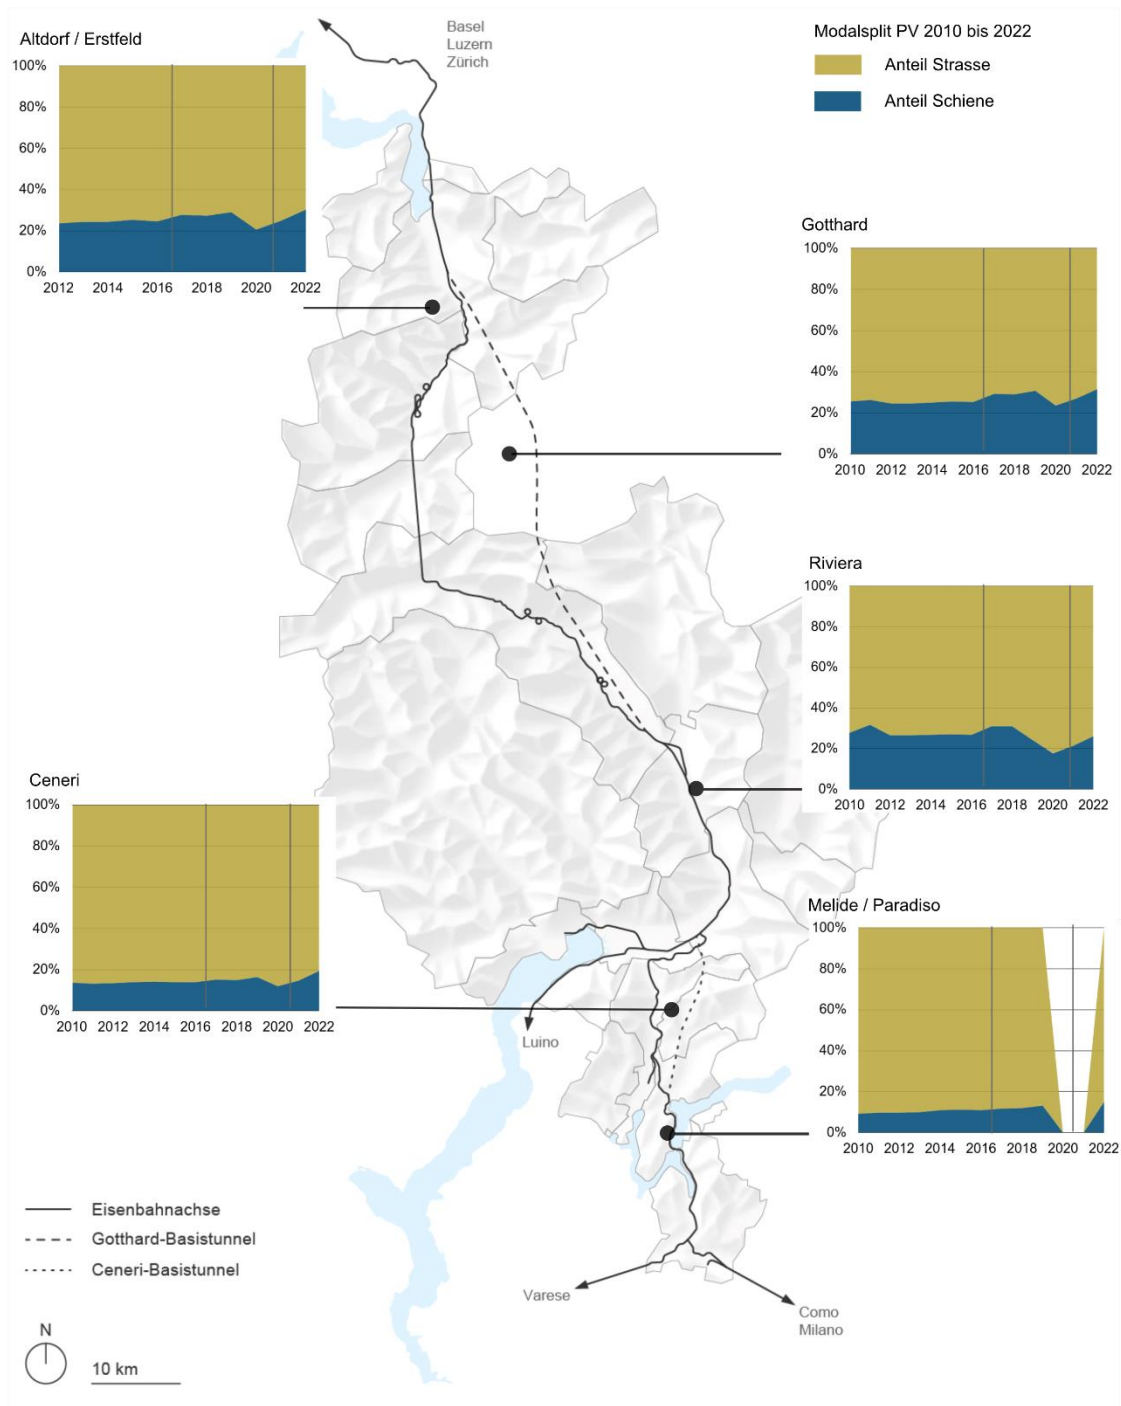 Altdorf / Erstfeld
100%
80%
60%
40%
20%
0%
2012 2014 2016 2018 2020 2022
Basel
Luzern
Zürich
Modalsplit PV 2010 bis 2022
Anteil Strasse
Anteil Schiene
Gotthard
100%
80%
60%
40%
20%
0%
2010 2012 2014 2016 2018 2020 2022
Riviera
100%
80%
60%
40%
20%
0%
2010 2012 2014 2016 2018 2020 2022
Ceneri
100%
80%
60%
40%
20%
0%
2010 2012 2014 2016 2018 2020 2022
Melide / Paradiso
100%
80%
60%
40%
20%
0%
2010 2012 2014 2016 2018 2020 2022
Luino
Varese
Como
Milano
Eisenbahnachse
Gotthard-Basistunnel
Ceneri-Basistunnel
N
10 km